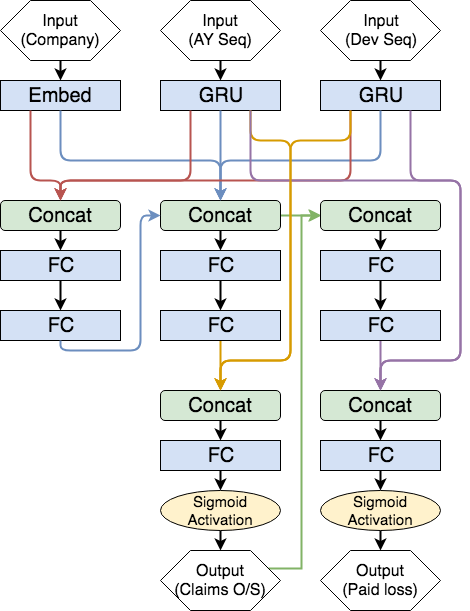 Input
(Company)
Input
(AY Seq)
Input
(Dev Seq)
Embed
GRU
GRU
Concat
Concat
Concat
FC
FC
FC
FC
FC
FC
Concat
Concat
FC
FC
Sigmoid
Activation
Sigmoid
Activation
Output
(Claims O/S)
Output
(Paid loss)